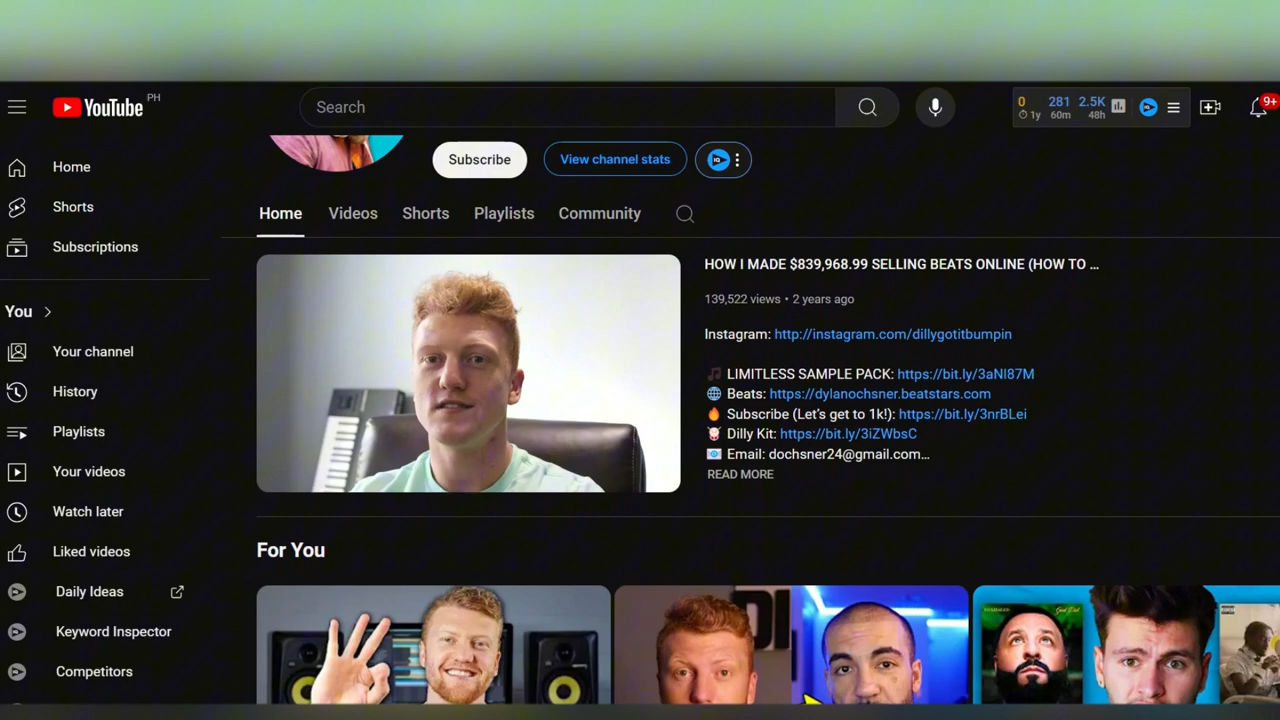 YouTube PH
Search
0 281 2.5K
1y 60m 48h
9+
Home
Shorts
Subscriptions
You
Your channel
History
Playlists
Your videos
Watch later
Liked videos
Daily Ideas
Keyword Inspector
Competitors
Subscribe
View channel stats
IQ
Home Videos Shorts Playlists Community
HOW I MADE $839,968.99 SELLING BEATS ONLINE (HOW TO ...
139,522 views • 2 years ago
Instagram: http://instagram.com/dillygotitbumpin
LIMITLESS SAMPLE PACK: https://bit.ly/3aNl87M
Beats: https://dylanochsner.beatstars.com
Subscribe (Let's get to 1k!): https://bit.ly/3nrBLei
Dilly Kit: https://bit.ly/3iZWbsC
Email: dochsner24@gmail.com...
READ MORE
For You